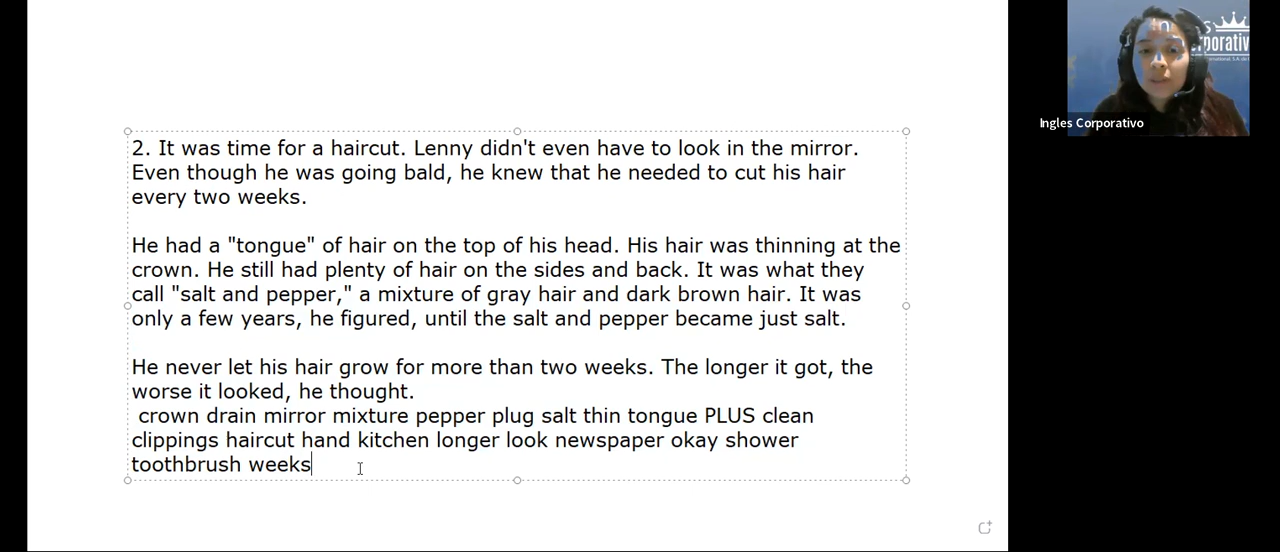 2. It was time for a haircut. Lenny didn't even have to look in the mirror.
Even though he was going bald, he knew that he needed to cut his hair
every two weeks.
He had a "tongue" of hair on the top of his head. His hair was thinning at the
crown. He still had plenty of hair on the sides and back. It was what they
call "salt and pepper," a mixture of gray hair and dark brown hair. It was
only a few years, he figured, until the salt and pepper became just salt.
He never let his hair grow for more than two weeks. The longer it got, the
worse it looked, he thought.
crown drain mirror mixture pepper plug salt thin tongue PLUS clean
clippings haircut hand kitchen longer look newspaper okay shower
toothbrush weeks
Ingles Corporativo